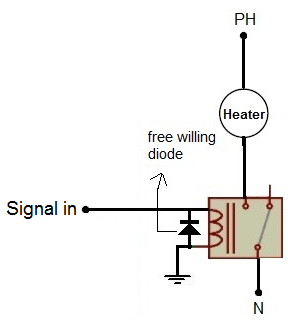 PH
Heater
free willing
diode
Signal in
N